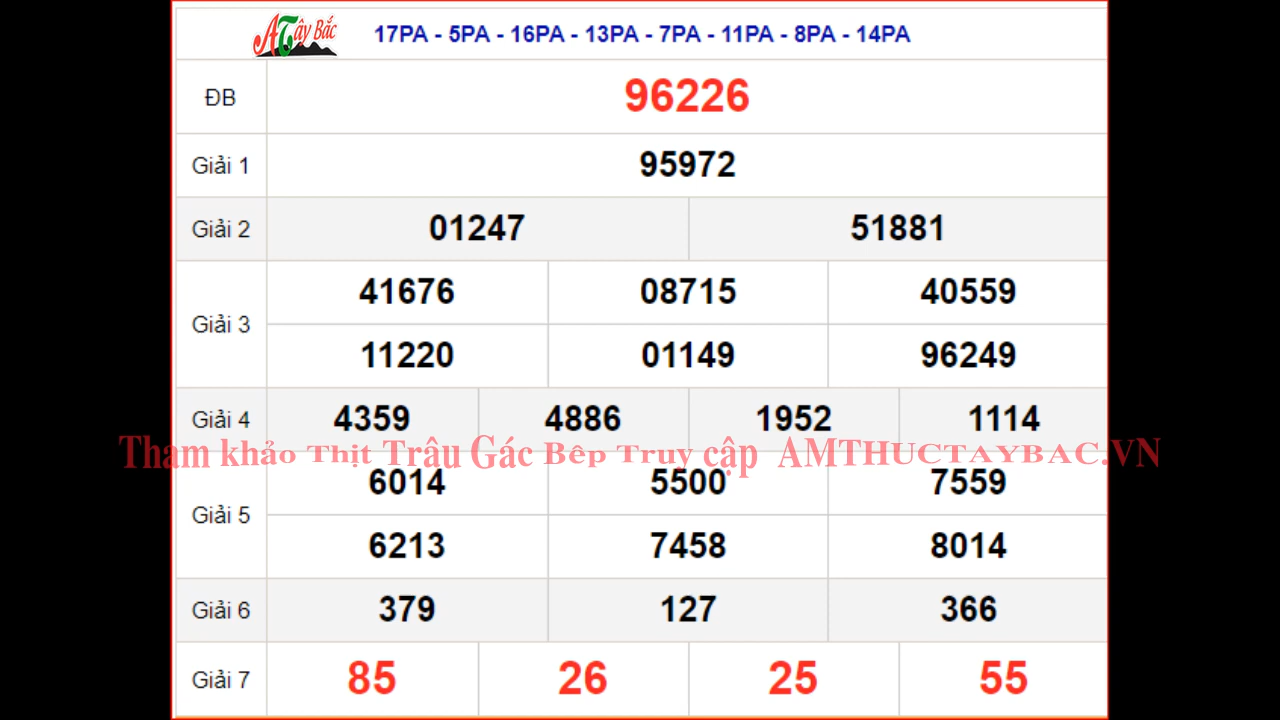 ATây Bắc
17PA - 5PA - 16PA - 13PA - 7PA - 11PA - 8PA - 14PA
ĐB 96226
Giải 1 95972
Giải 2 01247 51881
Giải 3
41676 08715 40559
11220 01149 96249
Giải 4 4359 4886 1952 1114
Tham khảo Thịt Trâu Gác Bếp Truy cập AMTHUCTAYBAC.VN
Giải 5
6014 5500 7559
6213 7458 8014
Giải 6 379 127 366
Giải 7 85 26 25 55